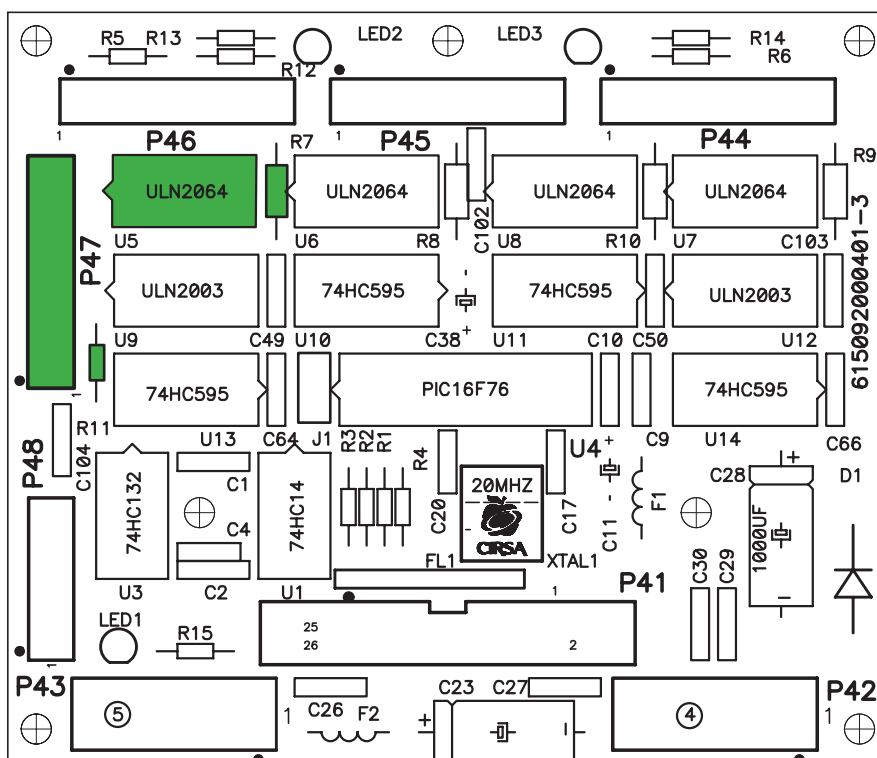 R5 R13 LED2 LED3 R14
R6
R12
1 1 1
P46 P45 P44
R7 R9
ULN2064 ULN2064 ULN2064 ULN2064
C102
P47
U5 U6 R8 U8 R10 U7 C103
ULN2003 74HC595 74HC595 ULN2003
6150920000401-3
U9 C49 U10 C38 U11 C10 C50 U12
1
74HC595 PIC16F76 74HC595
R11 U13 C64 J1 R3 R2 R1 R4 U4 C9 U14 C66
P48
C104
74HC132 C1 74HC14 C20 20MHZ C17 C11 F1 C28 D1
CIRSA
1000UF
C4
U3 C2 U1 FL1 XTAL1 C30 C29
P41
1
LED1 R15
25
26 2
1
P43 C23 C27 P42
5 1 C26 F2 4 1